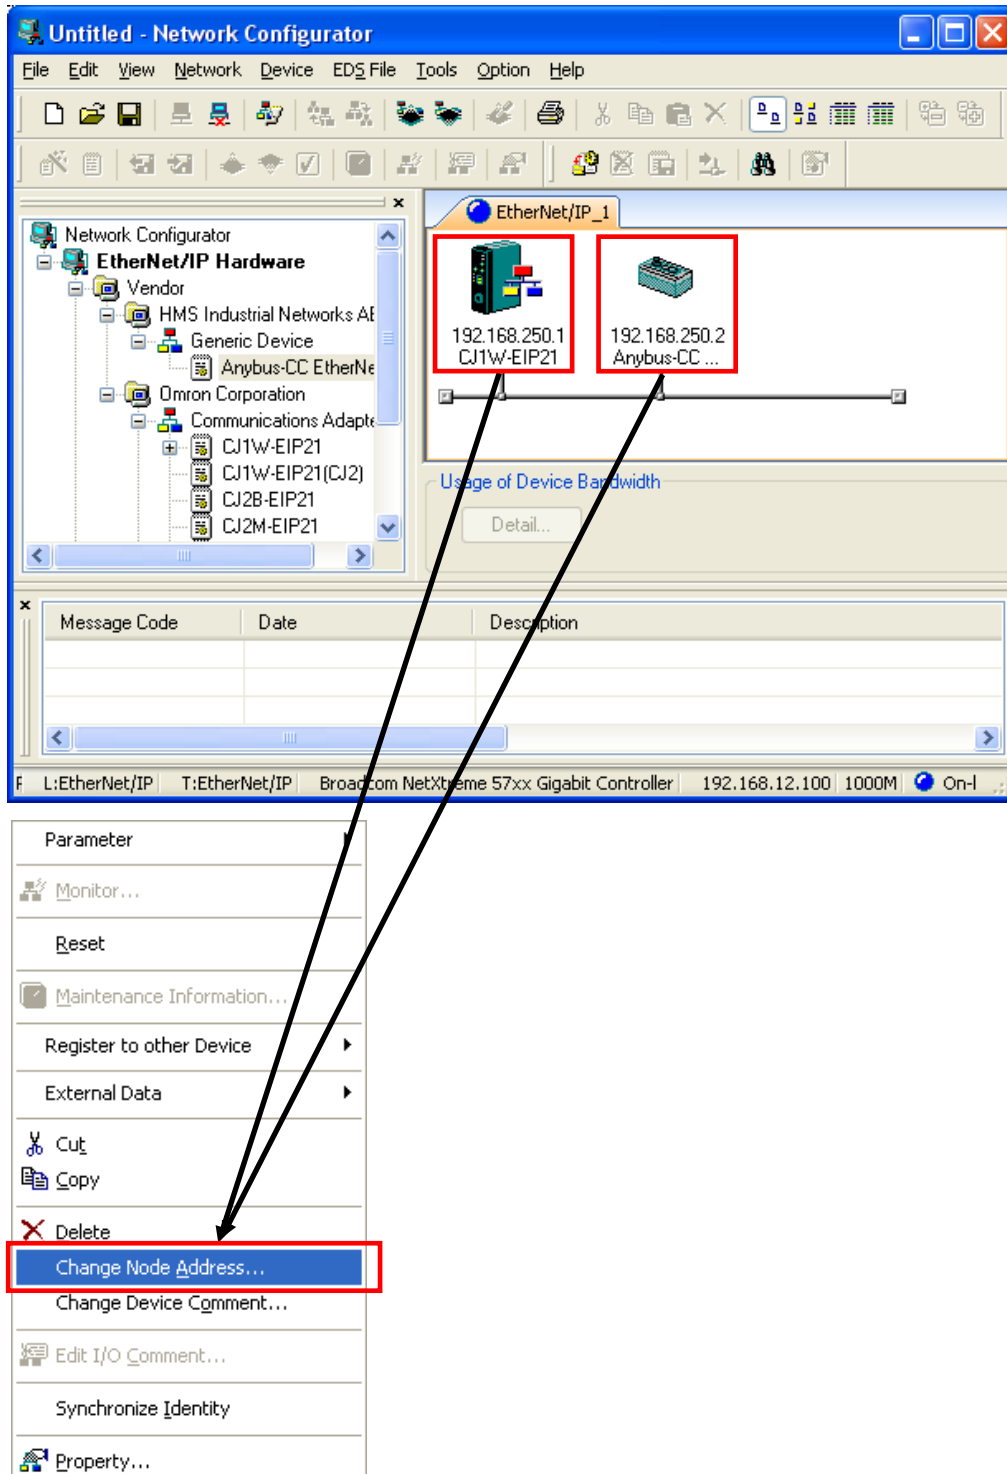 Untitled - Network Configurator
File Edit View Network Device EDS File Tools Option Help
EtherNet/IP_1
Network Configurator
EtherNet/IP Hardware
Vendor
HMS Industrial Networks AB
Generic Device
Anybus-CC EtherNe
Omron Corporation
Communications Adapte
CJ1W-EIP21
CJ1W-EIP21(CJ2)
CJ2B-EIP21
CJ2M-EIP21
192.168.250.1
CJ1W-EIP21
192.168.250.2
Anybus-CC ...
Usage of Device Bandwidth
Detail...
Message Code Date Description
L:EtherNet/IP T:EtherNet/IP Broadcom NetXtreme 57xx Gigabit Controller 192.168.12.100 1000M On-l
Parameter
Monitor...
Reset
Maintenance Information...
Register to other Device
External Data
Cut
Copy
Delete
Change Node Address...
Change Device Comment...
Edit I/O Comment...
Synchronize Identity
Property...